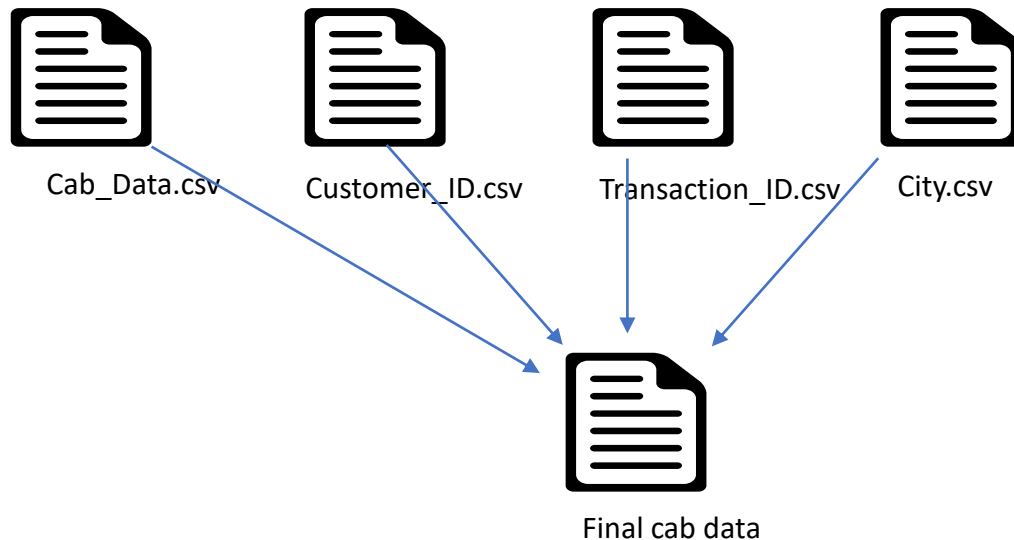 Cab_Data.csv
Customer_ID.csv
Transaction_ID.csv
City.csv
Final cab data